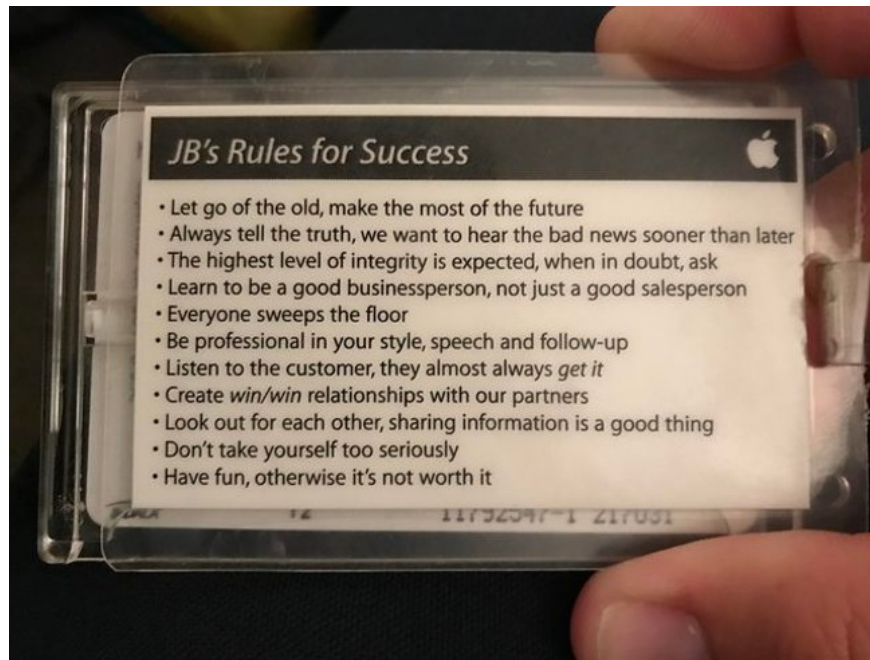 JB's Rules for Success
• Let go of the old, make the most of the future
• Always tell the truth, we want to hear the bad news sooner than later
• The highest level of integrity is expected, when in doubt, ask
• Learn to be a good businessperson, not just a good salesperson
• Everyone sweeps the floor
• Be professional in your style, speech and follow-up
• Listen to the customer, they almost always get it
• Create win/win relationships with our partners
• Look out for each other, sharing information is a good thing
• Don't take yourself too seriously
• Have fun, otherwise it's not worth it